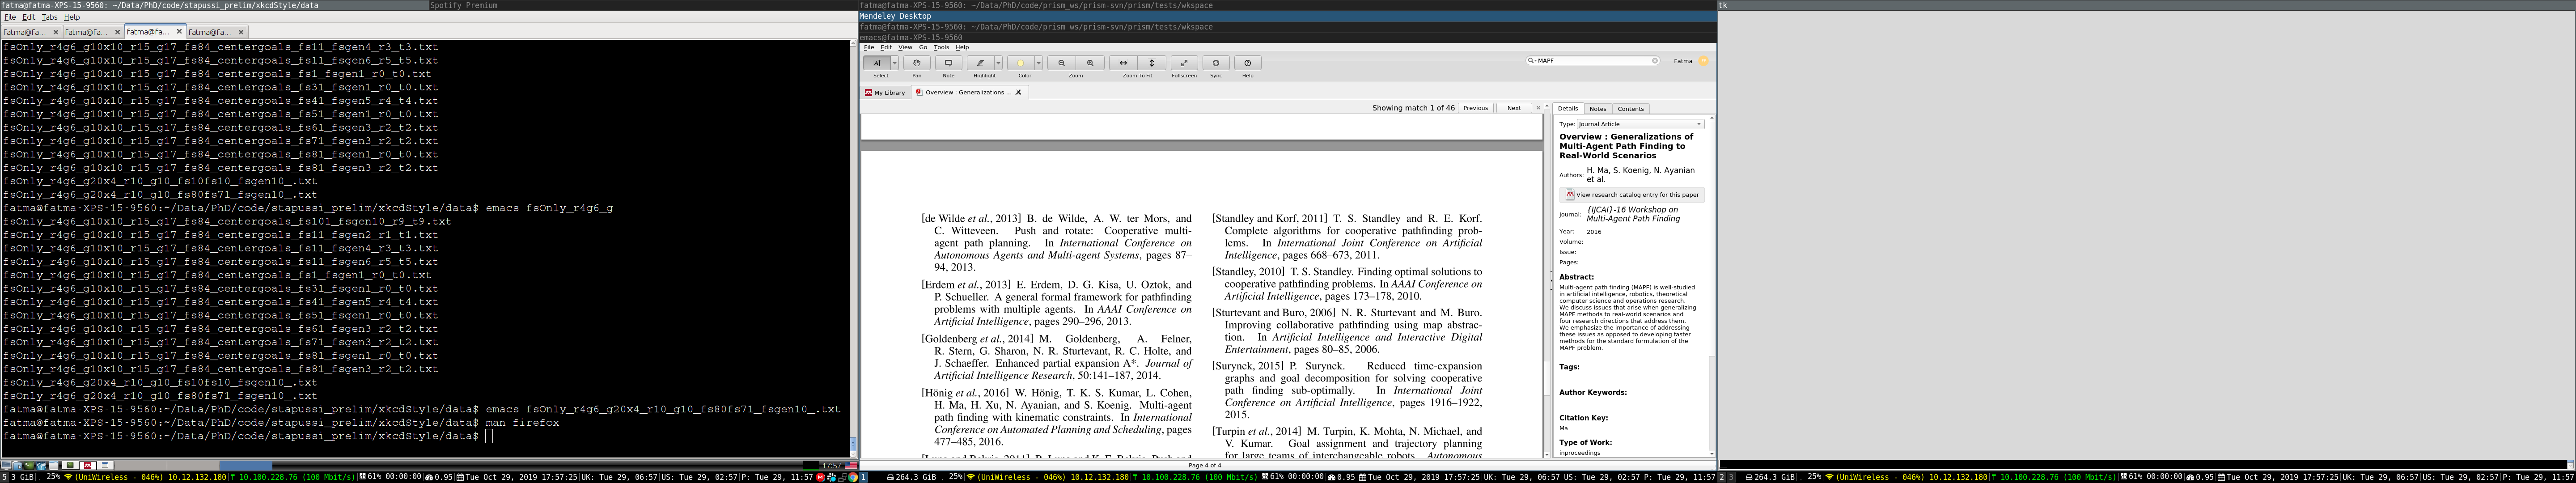 fatma@fatma-XPS-15-9560: ~/Data/PhD/code/stapussi_prelim/xkcdStyle/data
Spotify Premium
File Edit Tabs Help
fatma@fa... fatma@fa... fatma@fa... fatma@fa...
fsOnly_r4g6_g10x10_r15_g17_fs84_centergoals_fs11_fsgen4_r3_t3.txt
fsOnly_r4g6_g10x10_r15_g17_fs84_centergoals_fs11_fsgen6_r5_t5.txt
fsOnly_r4g6_g10x10_r15_g17_fs84_centergoals_fs1_fsgen1_r0_t0.txt
fsOnly_r4g6_g10x10_r15_g17_fs84_centergoals_fs31_fsgen1_r0_t0.txt
fsOnly_r4g6_g10x10_r15_g17_fs84_centergoals_fs41_fsgen5_r4_t4.txt
fsOnly_r4g6_g10x10_r15_g17_fs84_centergoals_fs51_fsgen1_r0_t0.txt
fsOnly_r4g6_g10x10_r15_g17_fs84_centergoals_fs61_fsgen3_r2_t2.txt
fsOnly_r4g6_g10x10_r15_g17_fs84_centergoals_fs71_fsgen3_r2_t2.txt
fsOnly_r4g6_g10x10_r15_g17_fs84_centergoals_fs81_fsgen1_r0_t0.txt
fsOnly_r4g6_g10x10_r15_g17_fs84_centergoals_fs81_fsgen3_r2_t2.txt
fsOnly_r4g6_g20x4_r10_g10_fs10fs10_fsgen10_.txt
fsOnly_r4g6_g20x4_r10_g10_fs80fs71_fsgen10_.txt
fatma@fatma-XPS-15-9560:~/Data/PhD/code/stapussi_prelim/xkcdStyle/data$ emacs fsOnly_r4g6_g
fsOnly_r4g6_g10x10_r15_g17_fs84_centergoals_fs101_fsgen10_r9_t9.txt
fsOnly_r4g6_g10x10_r15_g17_fs84_centergoals_fs11_fsgen2_r1_t1.txt
fsOnly_r4g6_g10x10_r15_g17_fs84_centergoals_fs11_fsgen4_r3_t3.txt
fsOnly_r4g6_g10x10_r15_g17_fs84_centergoals_fs11_fsgen6_r5_t5.txt
fsOnly_r4g6_g10x10_r15_g17_fs84_centergoals_fs1_fsgen1_r0_t0.txt
fsOnly_r4g6_g10x10_r15_g17_fs84_centergoals_fs31_fsgen1_r0_t0.txt
fsOnly_r4g6_g10x10_r15_g17_fs84_centergoals_fs41_fsgen5_r4_t4.txt
fsOnly_r4g6_g10x10_r15_g17_fs84_centergoals_fs51_fsgen1_r0_t0.txt
fsOnly_r4g6_g10x10_r15_g17_fs84_centergoals_fs61_fsgen3_r2_t2.txt
fsOnly_r4g6_g10x10_r15_g17_fs84_centergoals_fs71_fsgen3_r2_t2.txt
fsOnly_r4g6_g10x10_r15_g17_fs84_centergoals_fs81_fsgen1_r0_t0.txt
fsOnly_r4g6_g10x10_r15_g17_fs84_centergoals_fs81_fsgen3_r2_t2.txt
fsOnly_r4g6_g20x4_r10_g10_fs10fs10_fsgen10_.txt
fsOnly_r4g6_g20x4_r10_g10_fs80fs71_fsgen10_.txt
fatma@fatma-XPS-15-9560:~/Data/PhD/code/stapussi_prelim/xkcdStyle/data$ emacs fsOnly_r4g6_g20x4_r10_g10_fs80fs71_fsgen10_.txt
fatma@fatma-XPS-15-9560:~/Data/PhD/code/stapussi_prelim/xkcdStyle/data$ man firefox
fatma@fatma-XPS-15-9560:~/Data/PhD/code/stapussi_prelim/xkcdStyle/data$
17:57
5 3 GiB 25% (UniWireless - 046%) 10.12.132.180 10.100.228.76 (100 Mbit/s) 61% 00:00:00 0.95 Tue Oct 29, 2019 17:57:25 UK: Tue 29, 06:57 US: Tue 29, 02:57 P: Tue 29, 11:57
fatma@fatma-XPS-15-9560: ~/Data/PhD/code/prism_ws/prism-svn/prism/tests/wkspace
Mendeley Desktop
fatma@fatma-XPS-15-9560: ~/Data/PhD/code/prism_ws/prism-svn/prism/tests/wkspace
emacs@fatma-XPS-15-9560
File Edit View Go Tools Help
MAPF
Fatma
Select Pan Note Highlight Color Zoom Zoom To Fit Fullscreen Sync Help
My Library Overview : Generalizations ...
Showing match 1 of 46 Previous Next
[de Wilde et al., 2013] B. de Wilde, A. W. ter Mors, and
C. Witteveen. Push and rotate: Cooperative multi-
agent path planning. In International Conference on
Autonomous Agents and Multi-agent Systems, pages 87–
94, 2013.
[Erdem et al., 2013] E. Erdem, D. G. Kisa, U. Oztok, and
P. Schueller. A general formal framework for pathfinding
problems with multiple agents. In AAAI Conference on
Artificial Intelligence, pages 290–296, 2013.
[Goldenberg et al., 2014] M. Goldenberg, A. Felner,
R. Stern, G. Sharon, N. R. Sturtevant, R. C. Holte, and
J. Schaeffer. Enhanced partial expansion A*. Journal of
Artificial Intelligence Research, 50:141–187, 2014.
[Hönig et al., 2016] W. Hönig, T. K. S. Kumar, L. Cohen,
H. Ma, H. Xu, N. Ayanian, and S. Koenig. Multi-agent
path finding with kinematic constraints. In International
Conference on Automated Planning and Scheduling, pages
477–485, 2016.
[Standley and Korf, 2011] T. S. Standley and R. E. Korf.
Complete algorithms for cooperative pathfinding prob-
lems. In International Joint Conference on Artificial
Intelligence, pages 668–673, 2011.
[Standley, 2010] T. S. Standley. Finding optimal solutions to
cooperative pathfinding problems. In AAAI Conference on
Artificial Intelligence, pages 173–178, 2010.
[Sturtevant and Buro, 2006] N. R. Sturtevant and M. Buro.
Improving collaborative pathfinding using map abstrac-
tion. In Artificial Intelligence and Interactive Digital
Entertainment, pages 80–85, 2006.
[Surynek, 2015] P. Surynek. Reduced time-expansion
graphs and goal decomposition for solving cooperative
path finding sub-optimally. In International Joint
Conference on Artificial Intelligence, pages 1916–1922,
2015.
[Turpin et al., 2014] M. Turpin, K. Mohta, N. Michael, and
V. Kumar. Goal assignment and trajectory planning
for large teams of interchangeable robots. Autonomous
Page 4 of 4
Details Notes Contents
Type: Journal Article
Overview : Generalizations of
Multi-Agent Path Finding to
Real-World Scenarios
Authors: H. Ma, S. Koenig, N. Ayanian
et al.
View research catalog entry for this paper
Journal: {IJCAI}-16 Workshop on
Multi-Agent Path Finding
Year: 2016
Volume:
Issue:
Pages:
Abstract:
Multi-agent path finding (MAPF) is well-studied
in artificial intelligence, robotics, theoretical
computer science and operations research.
We discuss issues that arise when generalizing
MAPF methods to real-world scenarios and
four research directions that address them.
We emphasize the importance of addressing
these issues as opposed to developing faster
methods for the standard formulation of the
MAPF problem.
Tags:
Author Keywords:
Citation Key:
Ma
Type of Work:
inproceedings
1 264.3 GiB 25% (UniWireless - 046%) 10.12.132.180 10.100.228.76 (100 Mbit/s) 61% 00:00:00 0.95 Tue Oct 29, 2019 17:57:25 UK: Tue 29, 06:57 US: Tue 29, 02:57 P: Tue 29, 11:57
tk
2 3 264.3 GiB 25% (UniWireless - 046%) 10.12.132.180 10.100.228.76 (100 Mbit/s) 61% 00:00:00 0.95 Tue Oct 29, 2019 17:57:25 UK: Tue 29, 06:57 US: Tue 29, 02:57 P: Tue 29, 11:57